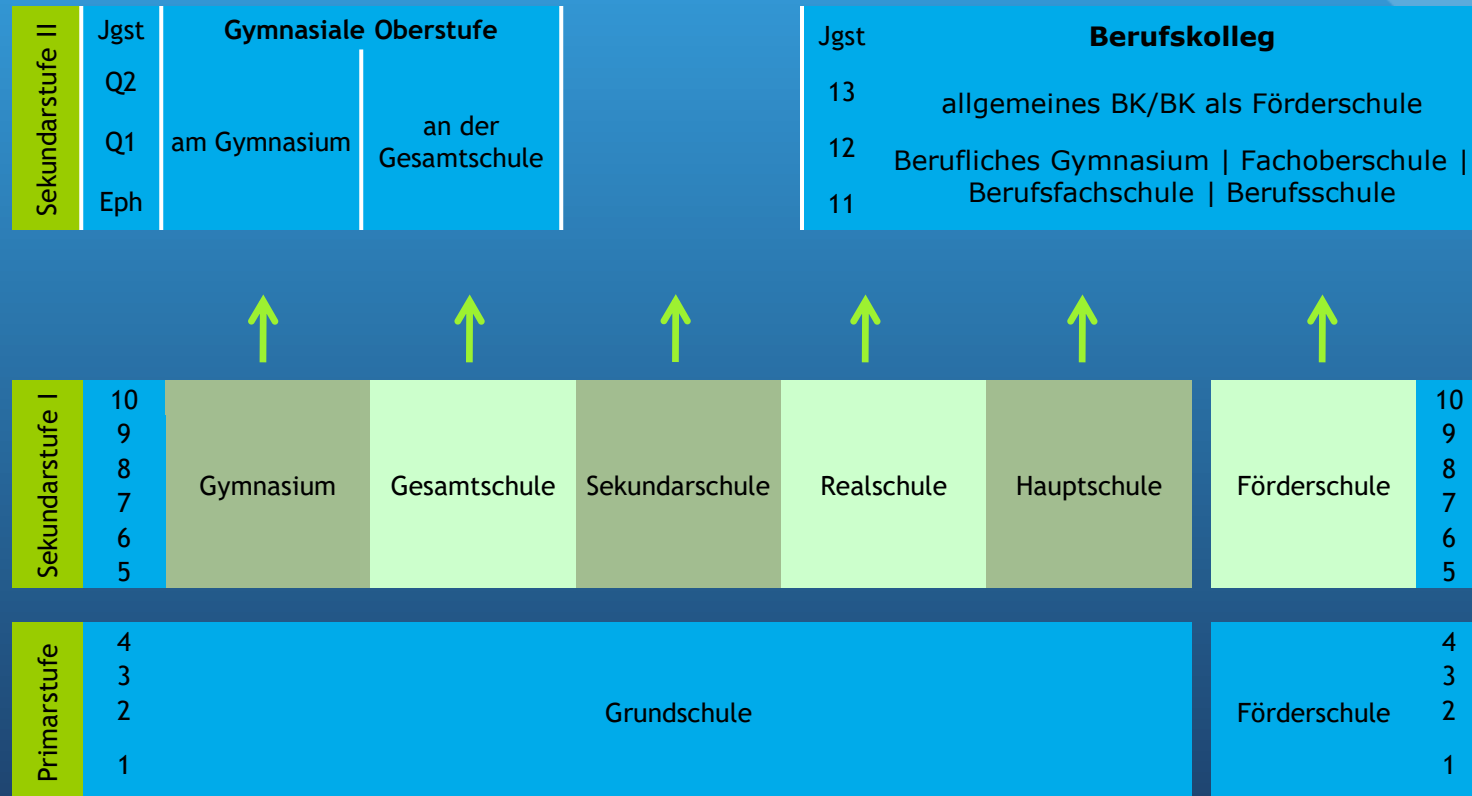 Sekundarstufe II
Jgst
Gymnasiale Oberstufe
Q2
Q1
Eph
am Gymnasium
an der
Gesamtschule
Jgst
Berufskolleg
13
12
11
allgemeines BK/BK als Förderschule
Berufliches Gymnasium | Fachoberschule |
Berufsfachschule | Berufsschule
Sekundarstufe I
10
9
8
7
6
5
Gymnasium
Gesamtschule
Sekundarschule
Realschule
Hauptschule
Förderschule
10
9
8
7
6
5
Primarstufe
4
3
2
1
Grundschule
Förderschule
4
3
2
1